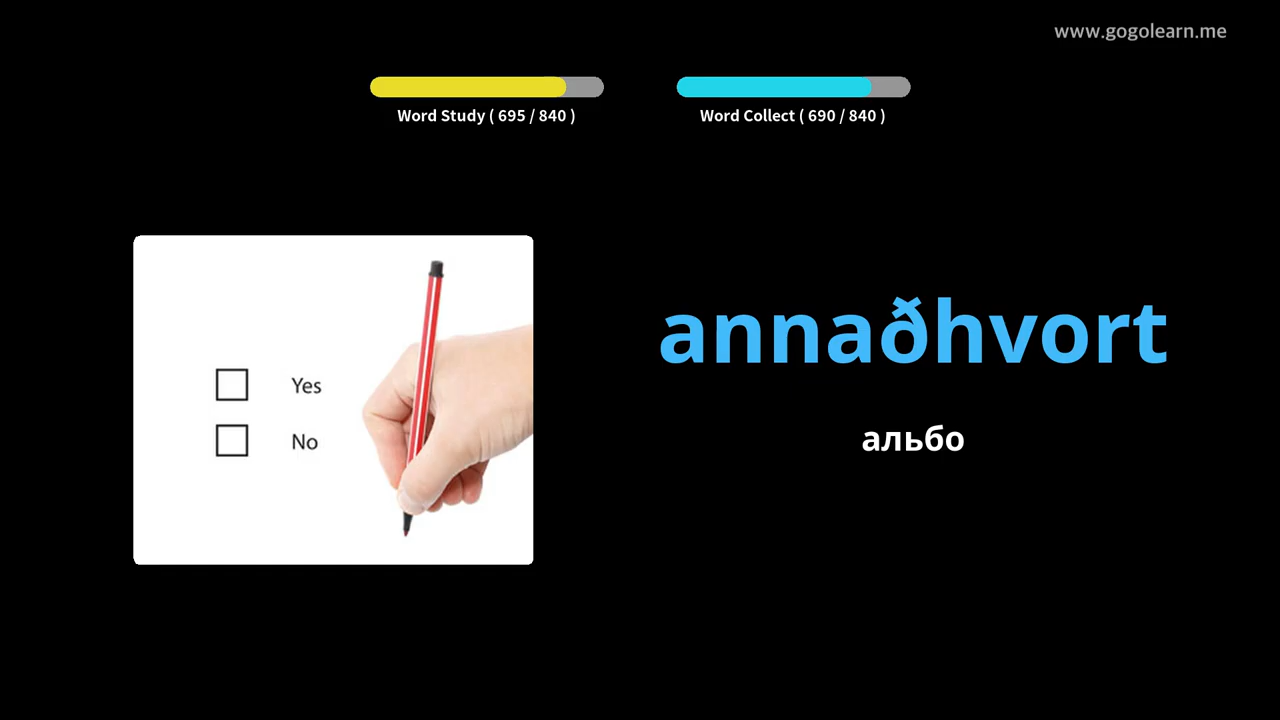 www.gogolearn.me
Word Study ( 695 / 840 )
Word Collect ( 690 / 840 )
Yes
No
annaðhvort
альбо